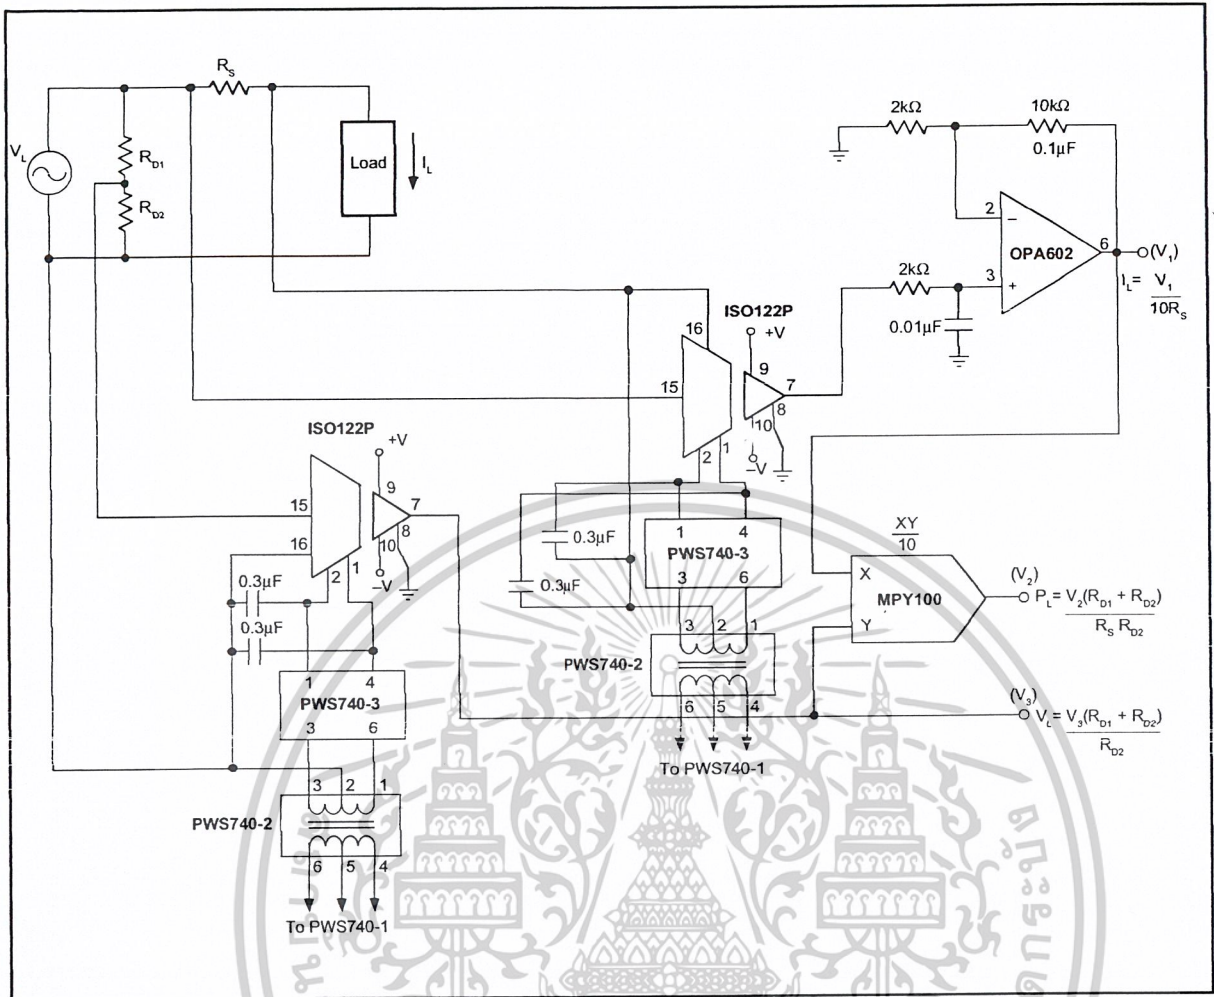 R_S
V_L
R_D1
R_D2
Load
I_L
2kΩ
10kΩ
0.1µF
2
−
OPA602
6
(V_1)
3
+
2kΩ
0.01µF
I_L= V_1
10R_S
ISO122P
+V
16
9
15
7
8
10
2
1
−V
ISO122P
+V
9
15
7
8
16
10
2
1
−V
0.3µF
0.3µF
0.3µF
0.3µF
1
4
PWS740-3
3
6
3
2
1
PWS740-2
6
5
4
To PWS740-1
XY
10
X
MPY100
Y
(V_2)
P_L= V_2(R_D1 + R_D2)
R_S R_D2
(V_3)
V_L= V_3(R_D1 + R_D2)
R_D2
1
4
PWS740-3
3
6
3
2
1
PWS740-2
6
5
4
To PWS740-1